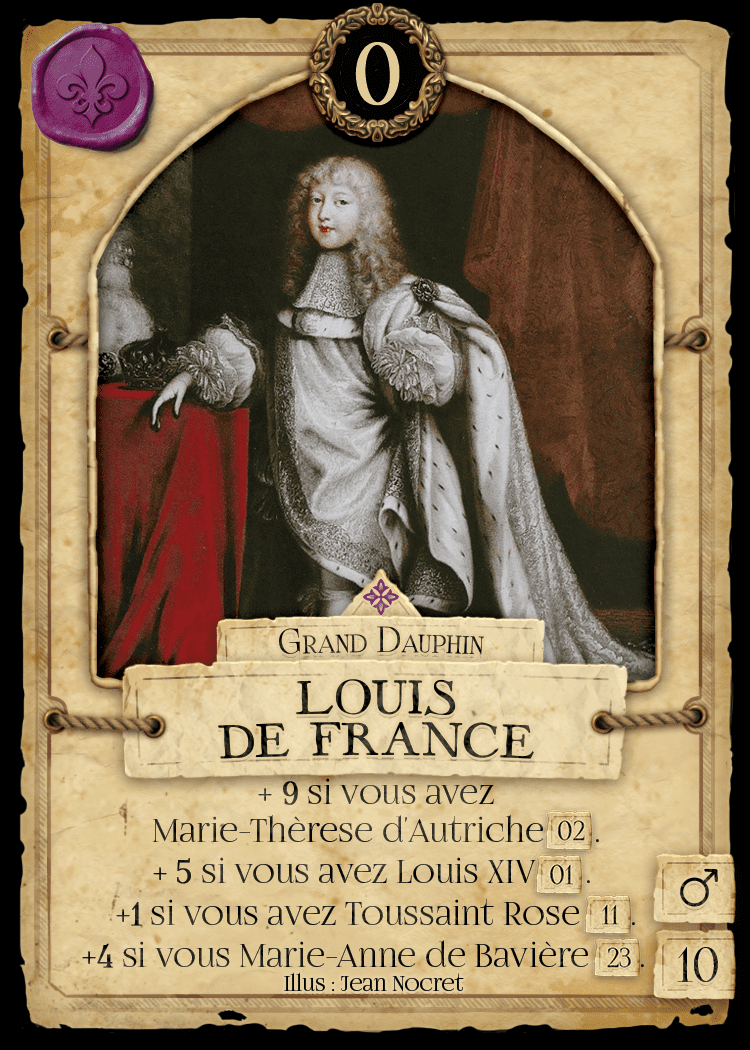 0
GRAND DAUPHIN
LOUIS
DE FRANCE
+ 9 si vous avez
Marie-Thèrese d'Autriche 02 .
+ 5 si vous avez Louis XIV 01 .
+1 si vous avez Toussaint Rose 11 .
+4 si vous Marie-Anne de Bavière 23 .
Illus : Jean Nocret
♂
10